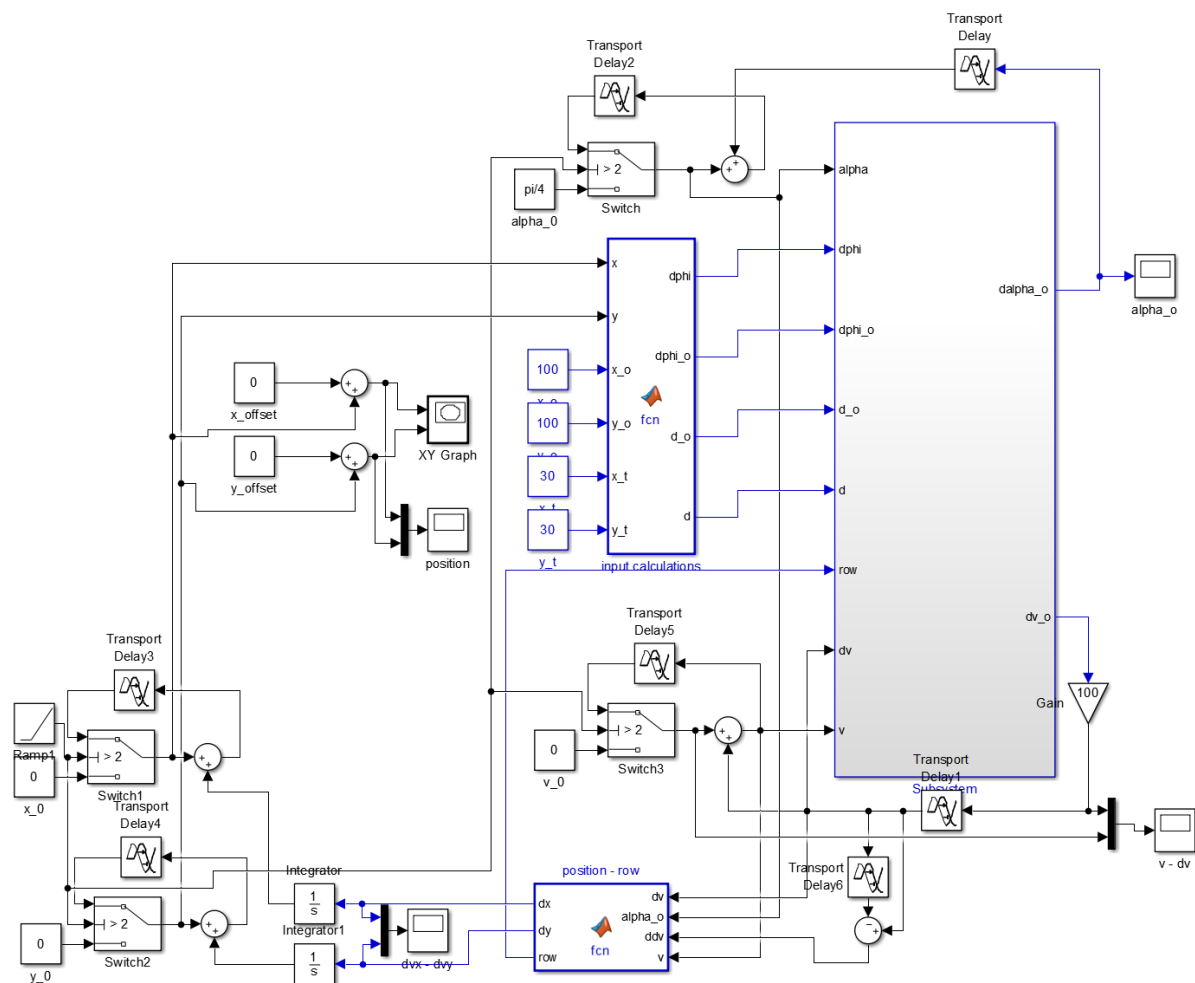 Transport
Delay
Transport
Delay2
> 2
Switch
pi/4
alpha_0
+
+
alpha
dphi
dphi_o
d_o
d
row
dv
v
dalpha_o
dv_o
Subsystem
alpha_o
x
y
x_o
y_o
x_t
y_t
dphi
dphi_o
d_o
d
fcn
input calculations
100
x_o
100
y_o
30
x_t
30
y_t
0
x_offset
+
+
0
y_offset
+
+
XY Graph
position
Transport
Delay5
> 2
Switch3
0
v_0
+
+
100
Gain
Transport
Delay1
v - dv
Transport
Delay3
Ramp1
> 2
Switch1
0
x_0
+
+
Transport
Delay4
> 2
Switch2
0
y_0
+
+
Integrator
1
s
Integrator1
1
s
dvx - dvy
position - row
dx
dy
row
dv
alpha_o
ddv
v
fcn
Transport
Delay6
−
+